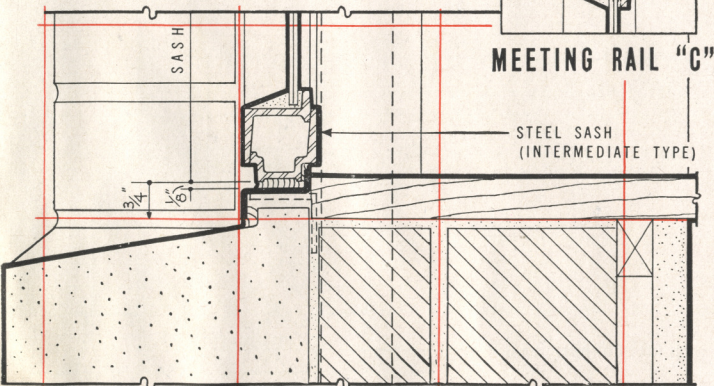 MEETING RAIL "C"
SASH
STEEL SASH
(INTERMEDIATE TYPE)
3/4"
1/8"